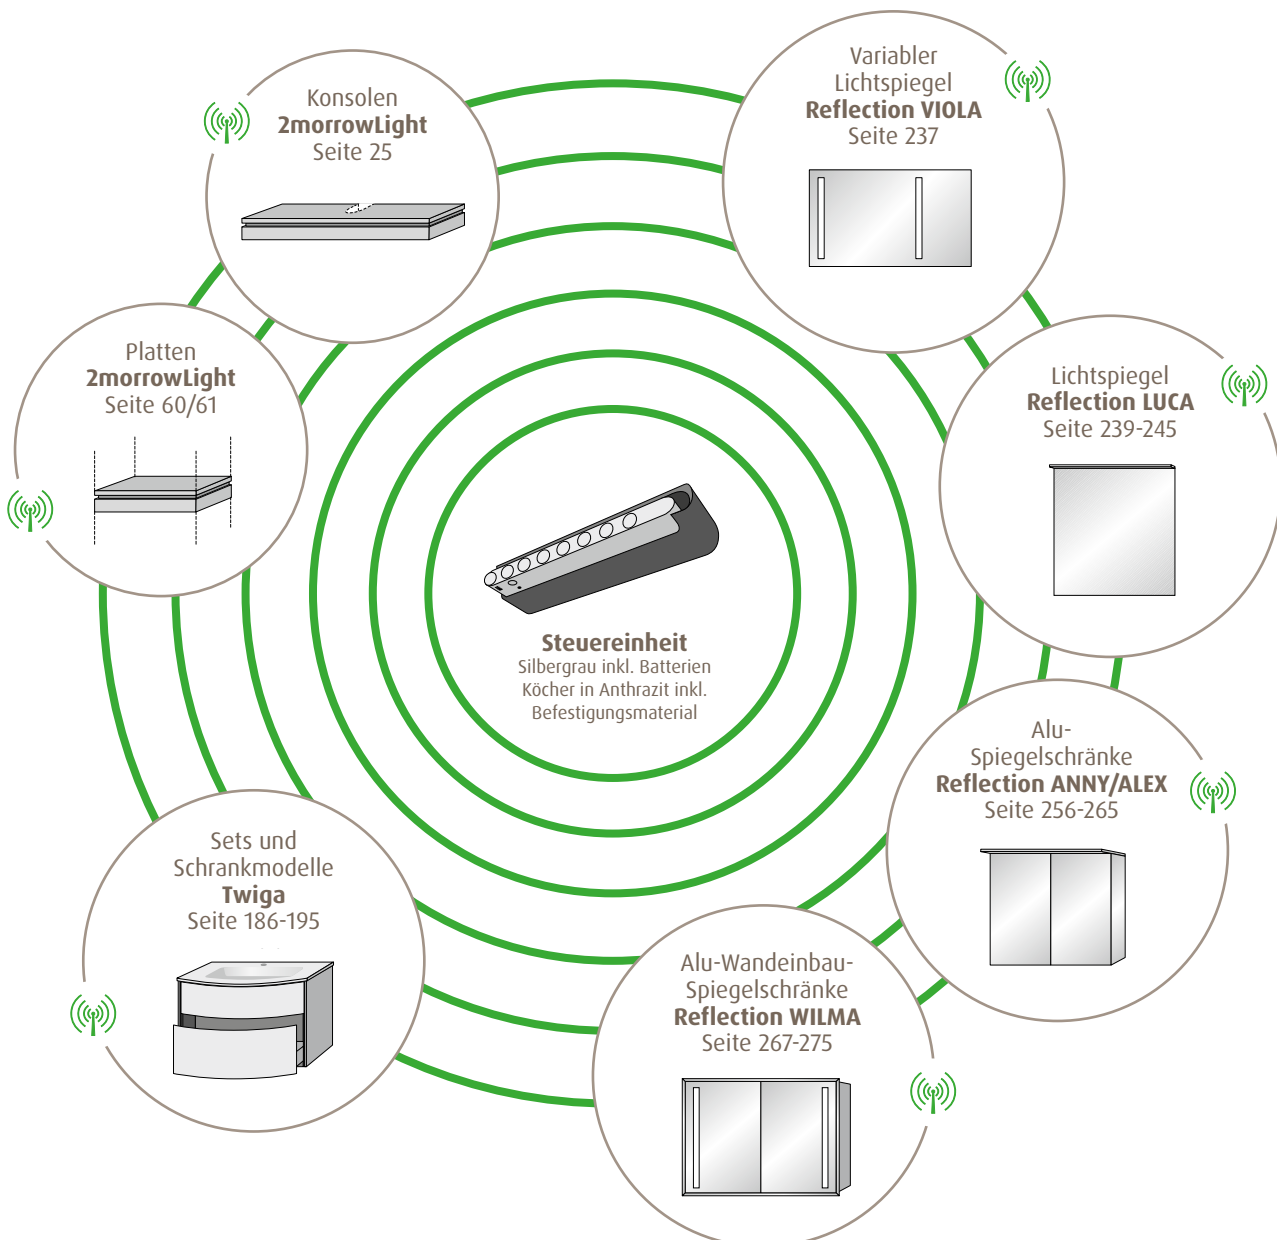 Konsolen
2morrowLight
Seite 25
Variabler
Lichtspiegel
Reflection VIOLA
Seite 237
Platten
2morrowLight
Seite 60/61
Lichtspiegel
Reflection LUCA
Seite 239-245
Steuereinheit
Silbergrau inkl. Batterien
Köcher in Anthrazit inkl.
Befestigungsmaterial
Alu-
Spiegelschränke
Reflection ANNY/ALEX
Seite 256-265
Sets und
Schrankmodelle
Twiga
Seite 186-195
Alu-Wandeinbau-
Spiegelschränke
Reflection WILMA
Seite 267-275